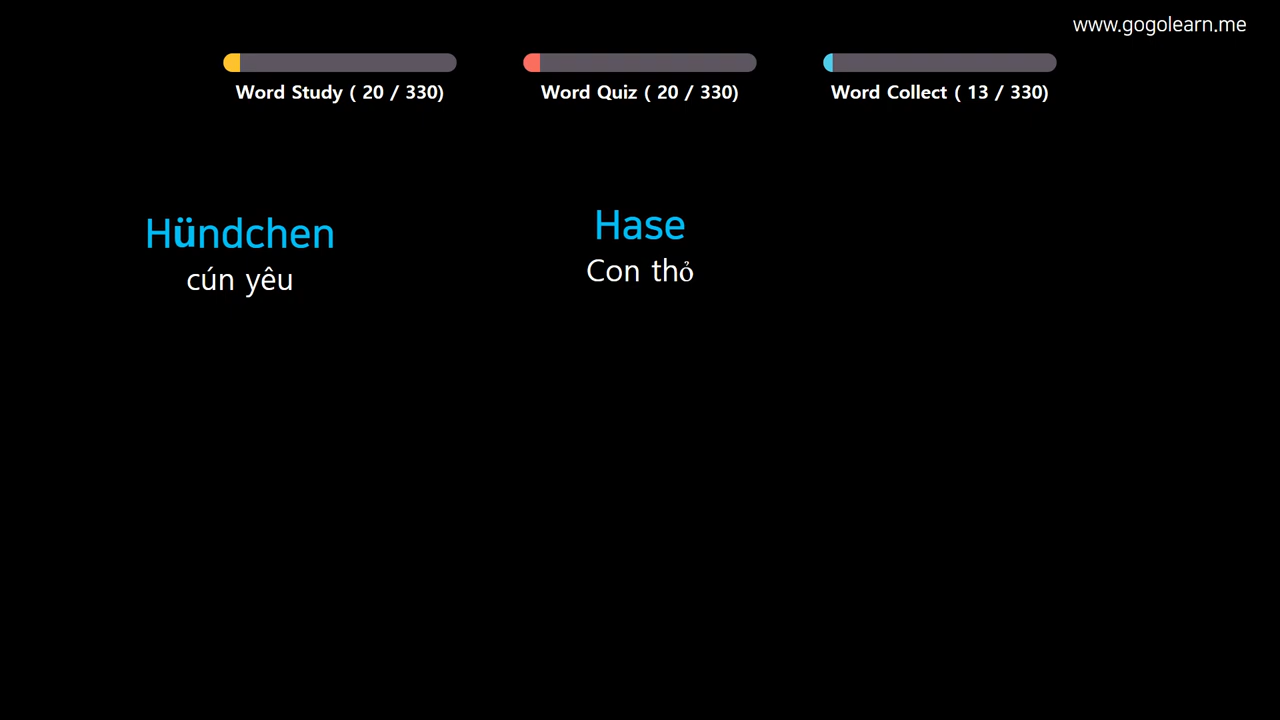 www.gogolearn.me
Word Study ( 20 / 330)
Word Quiz ( 20 / 330)
Word Collect ( 13 / 330)
Hündchen
cún yêu
Hase
Con thỏ